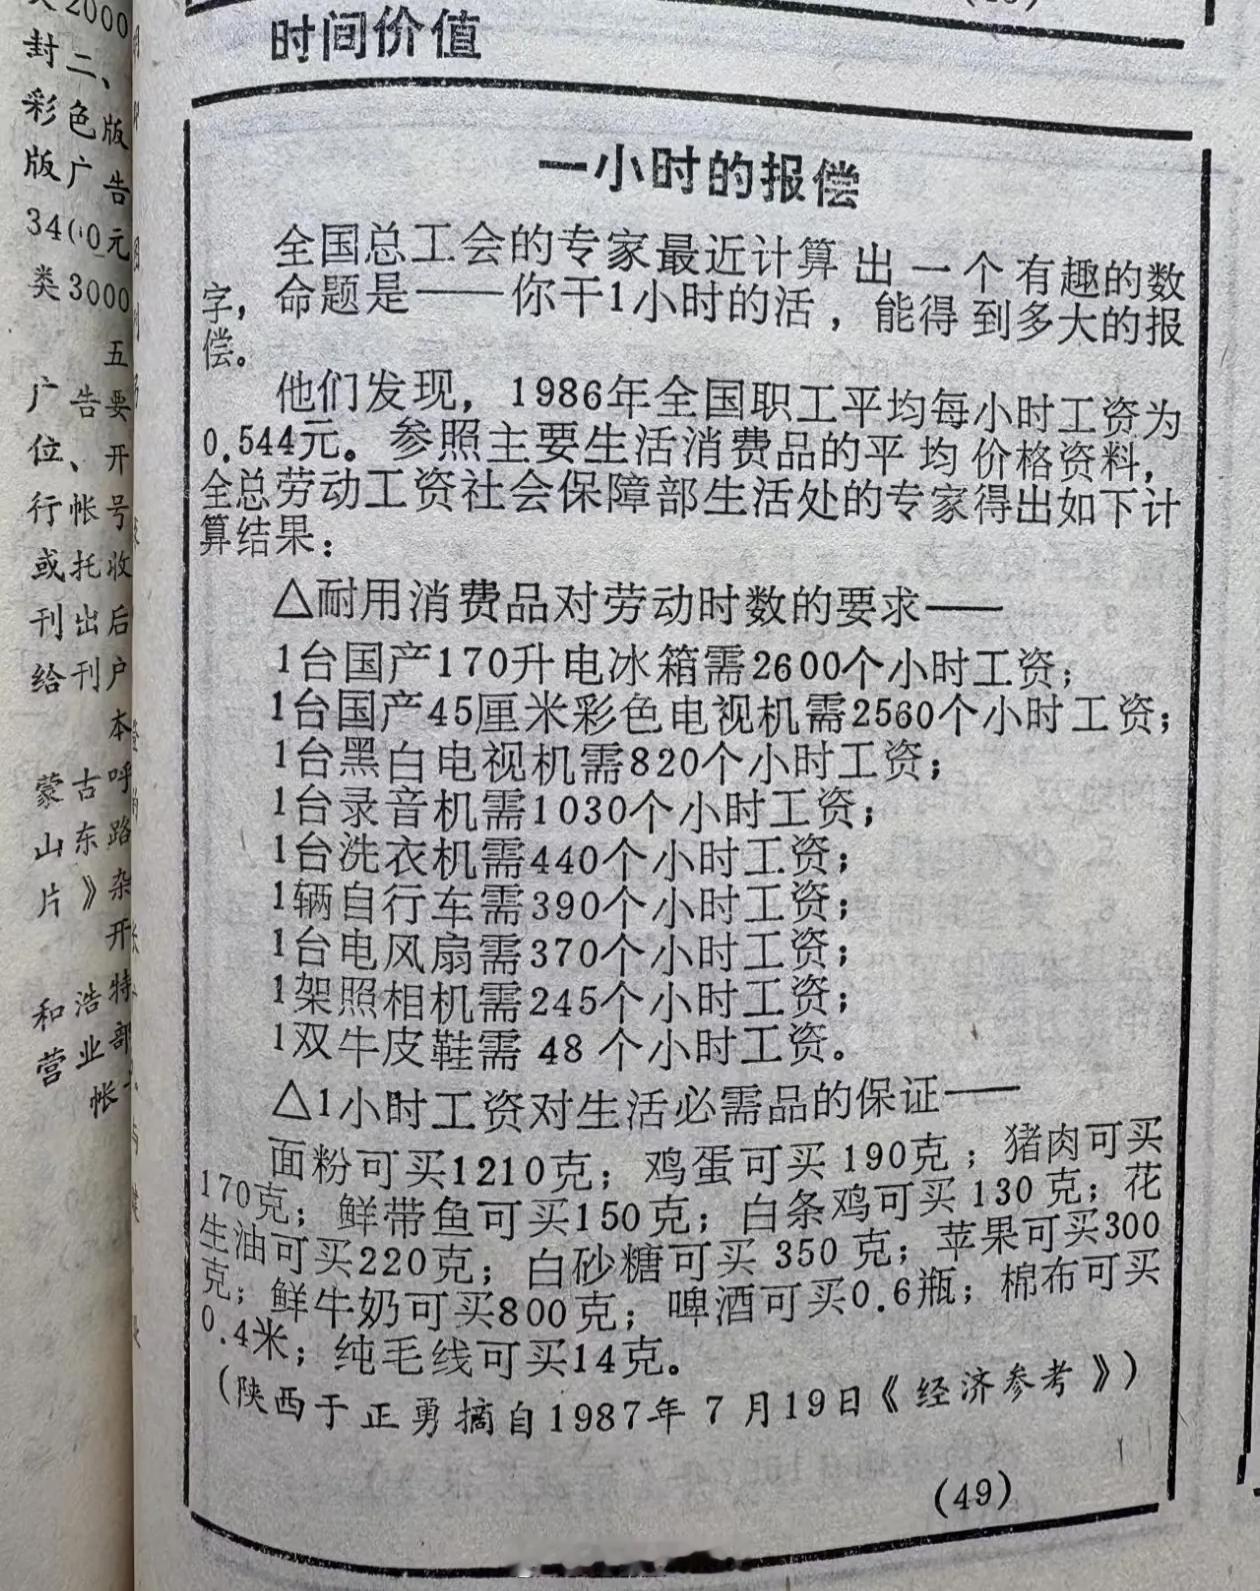 时间价值
一小时的报偿
全国总工会的专家最近计算出一个有趣的数
字，命题是——你干1小时的活，能得到多大的报
偿。
他们发现，1986年全国职工平均每小时工资为
0.544元。参照主要生活消费品的平均价格资料，
全总劳动工资社会保障部生活处的专家得出如下计
算结果：
△耐用消费品对劳动时数的要求——
1台国产170升电冰箱需2600个小时工资；
1台国产45厘米彩色电视机需2560个小时工资；
1台黑白电视机需820个小时工资；
1台录音机需1030个小时工资；
1台洗衣机需440个小时工资；
1辆自行车需390个小时工资；
1台电风扇需370个小时工资；
1架照相机需245个小时工资；
1双牛皮鞋需48个小时工资。
△1小时工资对生活必需品的保证——
面粉可买1210克；鸡蛋可买190克；猪肉可买
170克；鲜带鱼可买150克；白条鸡可买130克；花
生油可买220克；白砂糖可买350克；苹果可买300
克；鲜牛奶可买800克；啤酒可买0.6瓶；棉布可买
0.4米；纯毛线可买14克。
（陕西于正勇摘自1987年7月19日《经济参考》）
（49）
2000
封二、
彩色版
版广告
元
类3000
五
广告要
位、开
行帐号
或托收
刊出后
给刊户
本
蒙古呼
山东路
片》杂
开
和浩特
营业部
帐